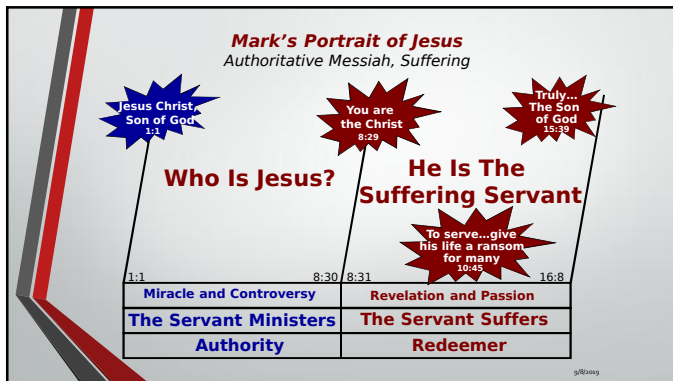 Mark's Portrait of Jesus
Authoritative Messiah, Suffering
Jesus Christ,
Son of God
1:1
You are
the Christ
8:29
Truly...
The Son
of God
15:39
Who Is Jesus?
He Is The
Suffering Servant
To serve...give
his life a ransom
for many
10:45
1:1
8:30
8:31
16:8
Miracle and Controversy
Revelation and Passion
The Servant Ministers
The Servant Suffers
Authority
Redeemer
9/8/2019